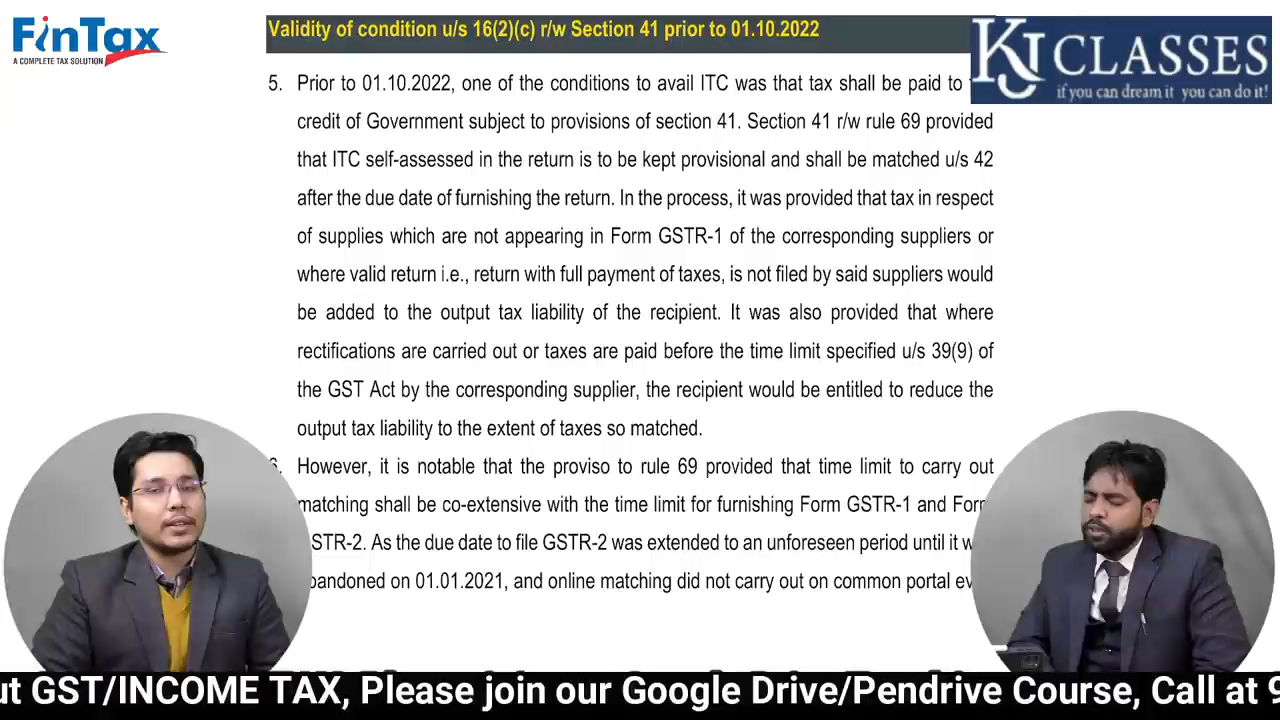 FinTax
A COMPLETE TAX SOLUTION
Validity of condition u/s 16(2)(c) r/w Section 41 prior to 01.10.2022
KJ CLASSES
if you can dream it you can do it!
5. Prior to 01.10.2022, one of the conditions to avail ITC was that tax shall be paid to
credit of Government subject to provisions of section 41. Section 41 r/w rule 69 provided
that ITC self-assessed in the return is to be kept provisional and shall be matched u/s 42
after the due date of furnishing the return. In the process, it was provided that tax in respect
of supplies which are not appearing in Form GSTR-1 of the corresponding suppliers or
where valid return i.e., return with full payment of taxes, is not filed by said suppliers would
be added to the output tax liability of the recipient. It was also provided that where
rectifications are carried out or taxes are paid before the time limit specified u/s 39(9) of
the GST Act by the corresponding supplier, the recipient would be entitled to reduce the
output tax liability to the extent of taxes so matched.
6. However, it is notable that the proviso to rule 69 provided that time limit to carry out
matching shall be co-extensive with the time limit for furnishing Form GSTR-1 and Form
GSTR-2. As the due date to file GSTR-2 was extended to an unforeseen period until it
abandoned on 01.01.2021, and online matching did not carry out on common portal
GST/INCOME TAX, Please join our Google Drive/Pendrive Course, Call at 9